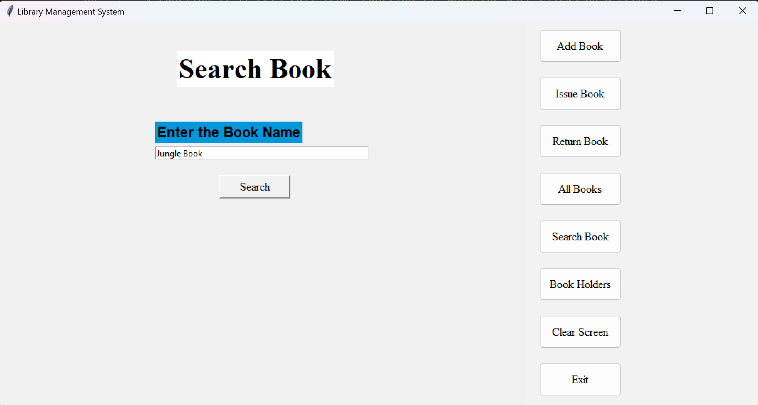 Library Management System
Search Book
Enter the Book Name
Jungle Book
Search
Add Book
Issue Book
Return Book
All Books
Search Book
Book Holders
Clear Screen
Exit